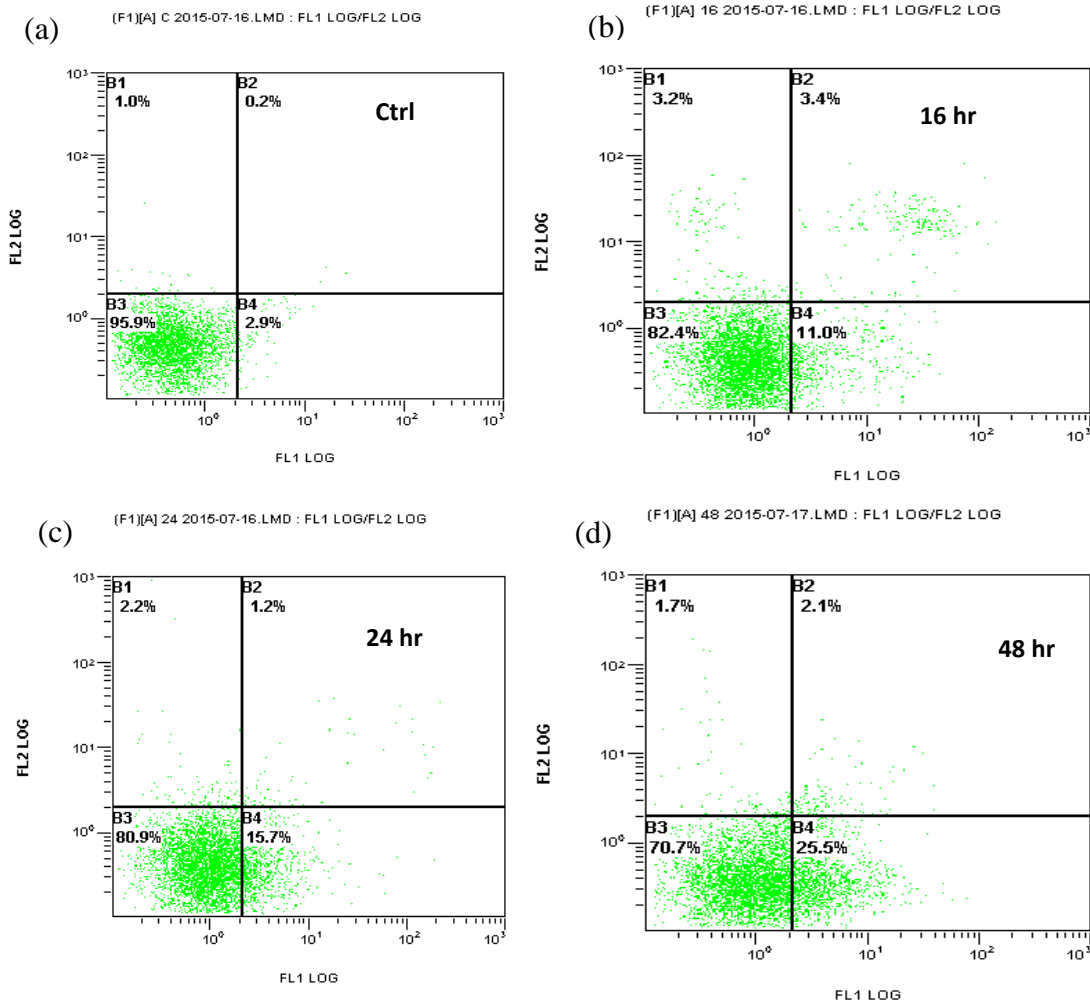 (a)
(F1)[A] C 2015-07-16.LMD : FL1 LOG/FL2 LOG
10³
10²
10¹
10⁰
FL2 LOG
B1
1.0%
B2
0.2%
Ctrl
B3
95.9%
B4
2.9%
10⁰ 10¹ 10² 10³
FL1 LOG
(b)
(F1)[A] 16 2015-07-16.LMD : FL1 LOG/FL2 LOG
10³
10²
10¹
10⁰
FL2 LOG
B1
3.2%
B2
3.4%
16 hr
B3
82.4%
B4
11.0%
10⁰ 10¹ 10² 10³
FL1 LOG
(c)
(F1)[A] 24 2015-07-16.LMD : FL1 LOG/FL2 LOG
10³
10²
10¹
10⁰
FL2 LOG
B1
2.2%
B2
1.2%
24 hr
B3
80.9%
B4
15.7%
10⁰ 10¹ 10² 10³
FL1 LOG
(d)
(F1)[A] 48 2015-07-17.LMD : FL1 LOG/FL2 LOG
10³
10²
10¹
10⁰
FL2 LOG
B1
1.7%
B2
2.1%
48 hr
B3
70.7%
B4
25.5%
10⁰ 10¹ 10² 10³
FL1 LOG